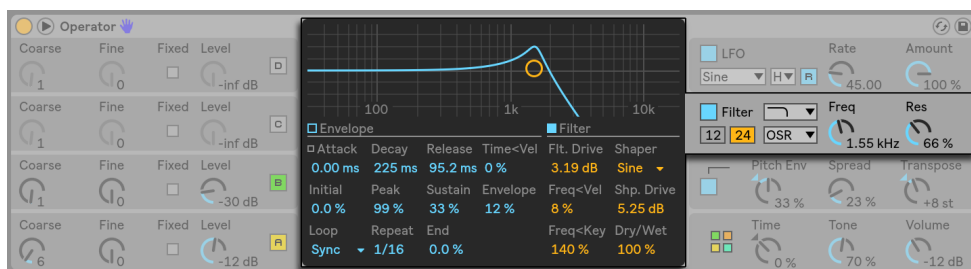 Operator
Coarse Fine Fixed Level
1 0 -inf dB D
Coarse Fine Fixed Level
1 0 -inf dB C
Coarse Fine Fixed Level
1 0 -30 dB B
Coarse Fine Fixed Level
6 0 -12 dB A
100 1k 10k
Envelope Filter
Attack Decay Release Time<Vel Flt. Drive Shaper
0.00 ms 225 ms 95.2 ms 0 % 3.19 dB Sine
Initial Peak Sustain Envelope Freq<Vel Shp. Drive
0.0 % 99 % 33 % 12 % 8 % 5.25 dB
Loop Repeat End Freq<Key Dry/Wet
Sync 1/16 0.0 % 140 % 100 %
LFO Rate Amount
Sine H R 45.00 100 %
Filter Freq Res
12 24 OSR 1.55 kHz 66 %
Pitch Env Spread Transpose
33 % 23 % +8 st
Time Tone Volume
0 % 70 % -12 dB